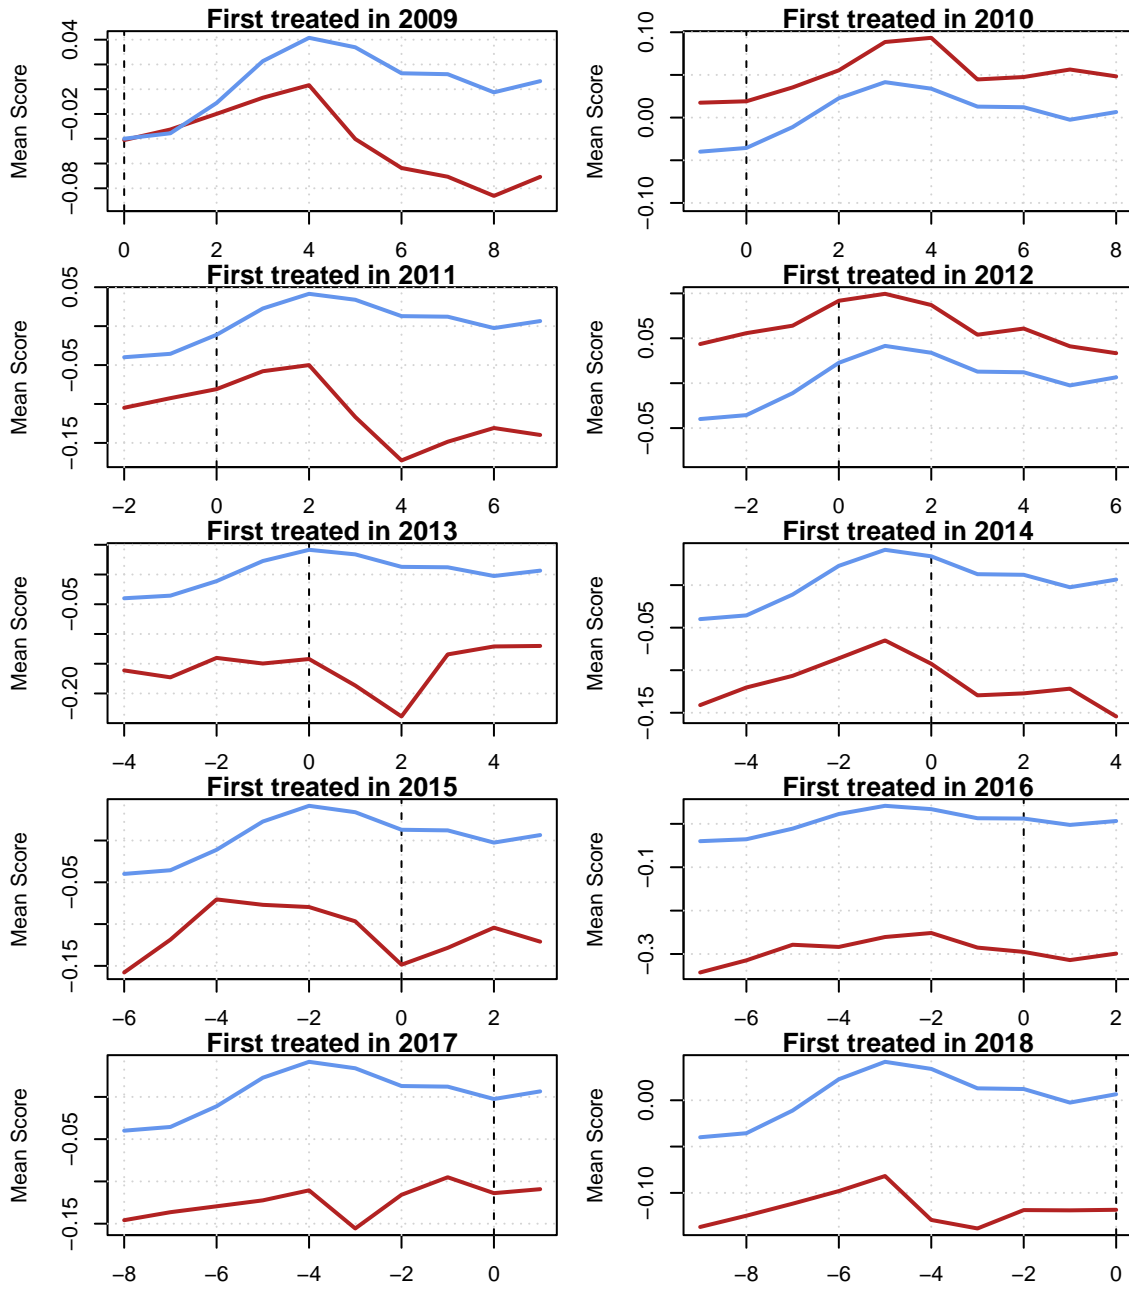 First treated in 2009
Mean Score
0.04
−0.02
−0.08
0 2 4 6 8
First treated in 2010
Mean Score
0.10
0.00
−0.10
0 2 4 6 8
First treated in 2011
Mean Score
0.05
−0.05
−0.15
−2 0 2 4 6
First treated in 2012
Mean Score
0.05
−0.05
−2 0 2 4 6
First treated in 2013
Mean Score
−0.05
−0.20
−4 −2 0 2 4
First treated in 2014
Mean Score
−0.05
−0.15
−4 −2 0 2 4
First treated in 2015
Mean Score
−0.05
−0.15
−6 −4 −2 0 2
First treated in 2016
Mean Score
−0.1
−0.3
−6 −4 −2 0 2
First treated in 2017
Mean Score
−0.05
−0.15
−8 −6 −4 −2 0
First treated in 2018
Mean Score
0.00
−0.10
−8 −6 −4 −2 0